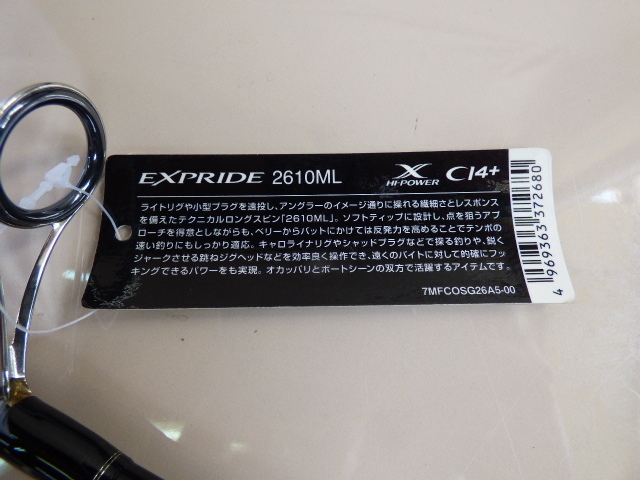 EXPRIDE 2610ML X HI-POWER CI4+
ライトリグや小型プラグを遠投し、アングラーのイメージ通りに操れる繊細さとレスポンス
を備えたテクニカルロングスピン「2610ML」。ソフトティップに設計し、点を狙うアプ
ローチを得意としながらも、ベリーからバットにかけては反発力を高めることでテンポの
速い釣りにもしっかり適応。キャロライナリグやシャッドプラグなどで探る釣りや、鋭く
ジャークさせる跳ねジグヘッドなどを効率良く操作でき、遠くのバイトに対して的確にフッ
キングできるパワーをも実現。オカッパリとボートシーンの双方で活躍するアイテムです。
7MFCOSG26A5-00
4 969363 372680